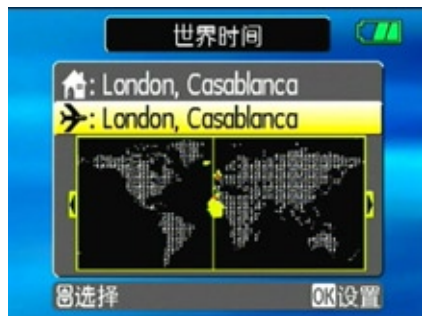 世界时间
: London, Casablanca
: London, Casablanca
选择
OK设置